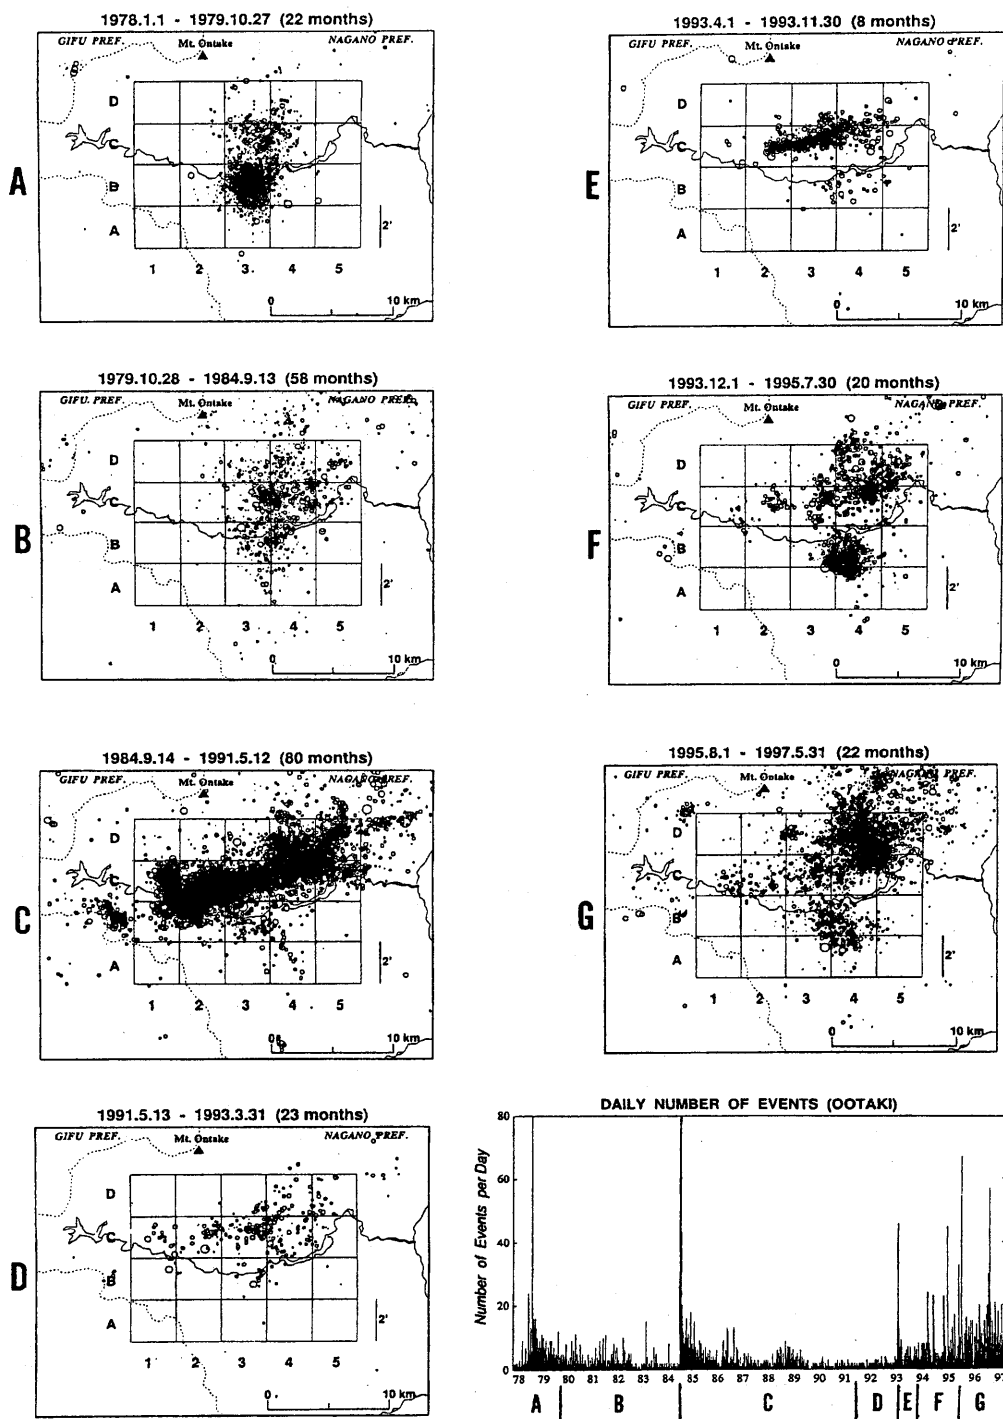 1978.1.1 - 1979.10.27 (22 months)
GIFU PREF.
Mt. Ontake
NAGANO PREF.
D
C
B
A
1 2 3 4 5
2'
0 10 km
A
1979.10.28 - 1984.9.13 (58 months)
GIFU PREF.
Mt. Ontake
NAGANO PREF.
D
C
B
A
1 2 3 4 5
2'
0 10 km
B
1984.9.14 - 1991.5.12 (80 months)
GIFU PREF.
Mt. Ontake
NAGANO PREF.
D
C
B
A
1 2 3 4 5
2'
0 10 km
C
1991.5.13 - 1993.3.31 (23 months)
GIFU PREF.
Mt. Ontake
NAGANO PREF.
D
C
B
A
1 2 3 4 5
2'
0 10 km
D
1993.4.1 - 1993.11.30 (8 months)
GIFU PREF.
Mt. Ontake
NAGANO PREF.
D
C
B
A
1 2 3 4 5
2'
0 10 km
E
1993.12.1 - 1995.7.30 (20 months)
GIFU PREF.
Mt. Ontake
NAGANO PREF.
D
C
B
A
1 2 3 4 5
2'
0 10 km
F
1995.8.1 - 1997.5.31 (22 months)
GIFU PREF.
Mt. Ontake
NAGANO PREF.
D
C
B
A
1 2 3 4 5
2'
0 10 km
G
DAILY NUMBER OF EVENTS (OOTAKI)
Number of Events per Day
80
60
40
20
0
78 79 80 81 82 83 84 85 86 87 88 89 90 91 92 93 94 95 96 97
A B C D E F G